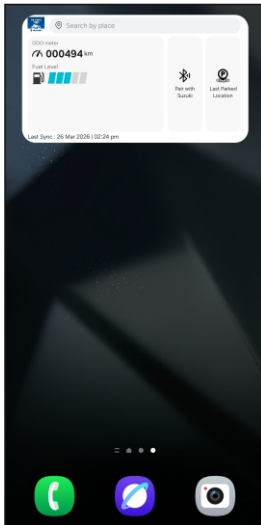 Search by place
ODO meter
000494 km
Fuel Level
Pair with
Suzuki
Last Parked
Location
Last Sync : 26 Mar 2026 | 02:24 pm